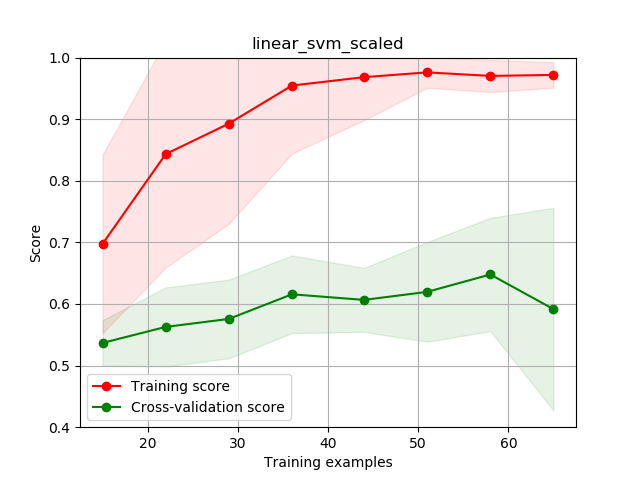 linear_svm_scaled
1.0
0.9
0.8
0.7
0.6
0.5
0.4
Score
Training score
Cross-validation score
20 30 40 50 60
Training examples